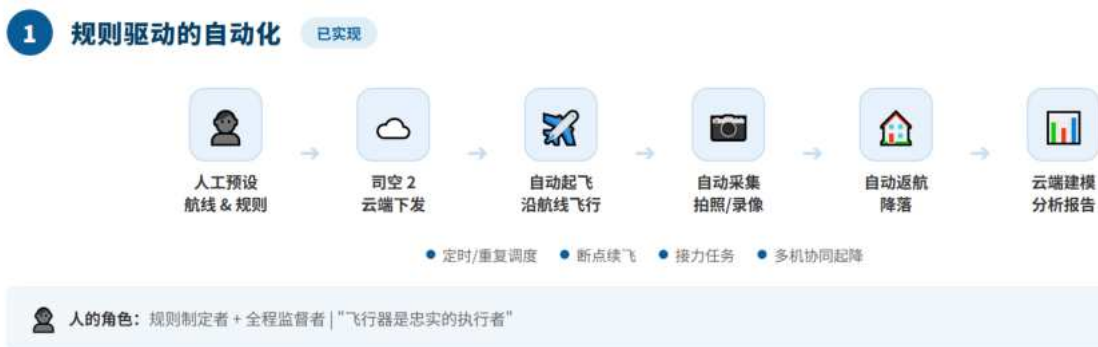 1 规则驱动的自动化 已实现
人工预设 司空 2 自动起飞 自动采集 自动返航 云端建模
航线 & 规则 云端下发 沿航线飞行 拍照/录像 降落 分析报告
• 定时/重复调度 • 断点续飞 • 接力任务 • 多机协同起降
人的角色：规则制定者 + 全程监督者 | "飞行器是忠实的执行者"